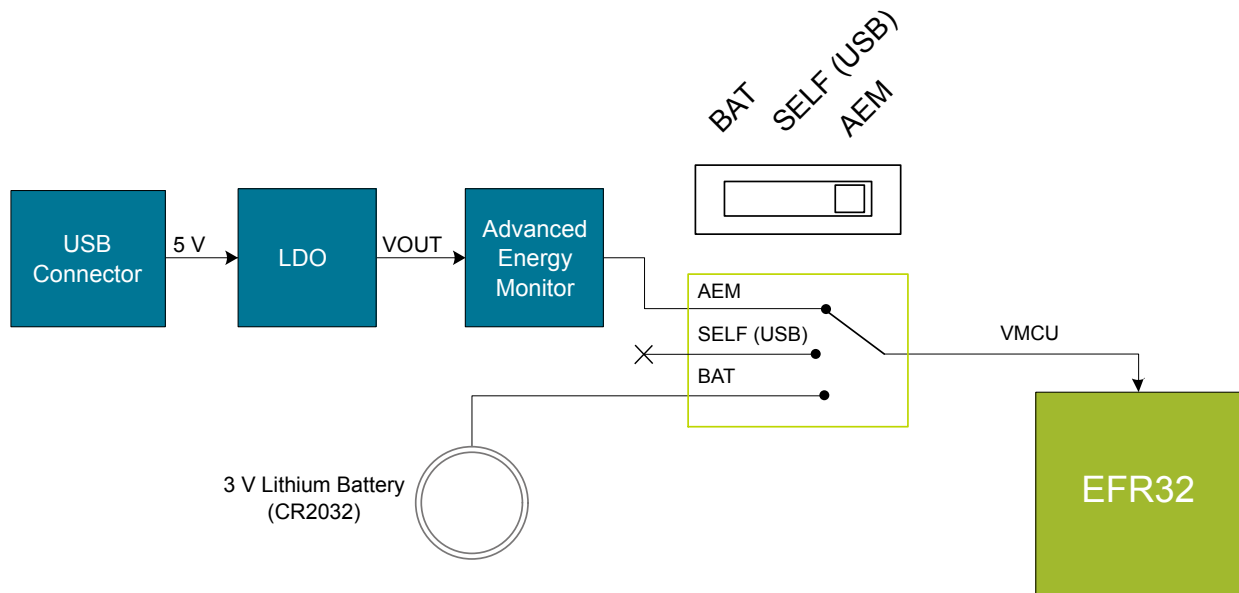 BAT
SELF (USB)
AEM
USB
Connector
5 V
LDO
VOUT
Advanced
Energy
Monitor
AEM
SELF (USB)
BAT
VMCU
3 V Lithium Battery
(CR2032)
EFR32